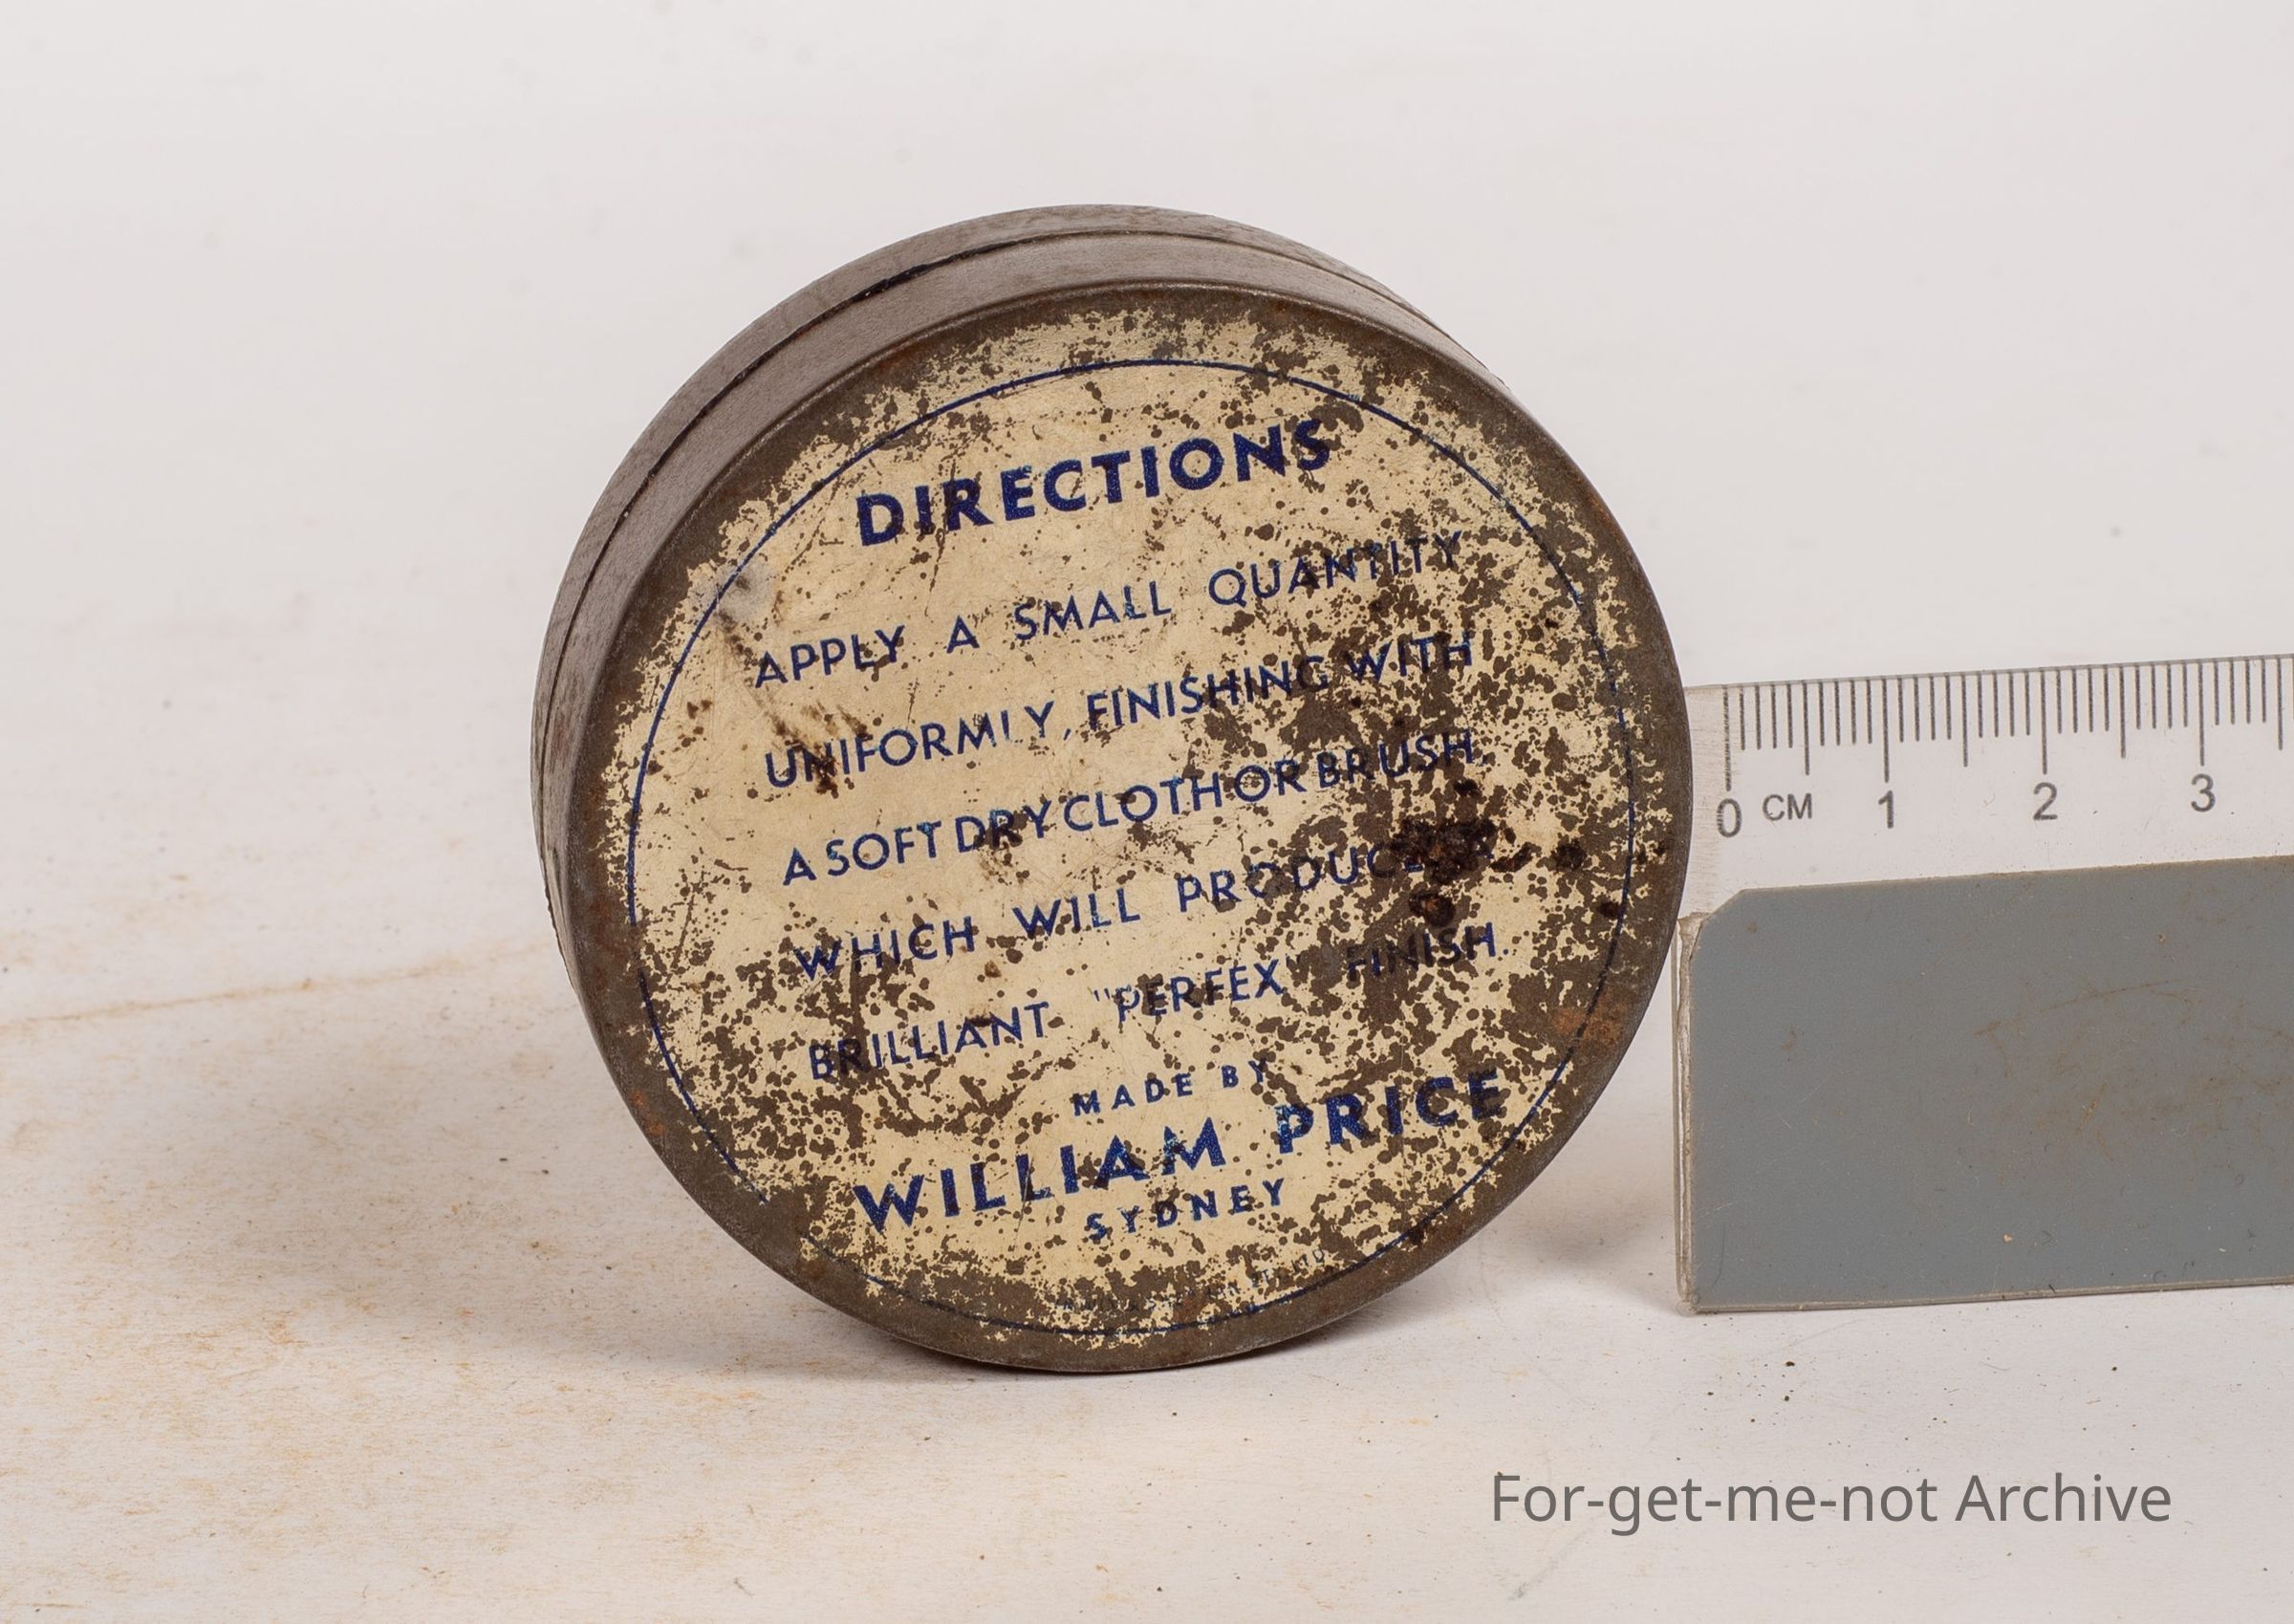 DIRECTIONS
APPLY A SMALL QUANTITY
UNIFORMLY, FINISHING WITH
A SOFT DRY CLOTH OR BRUSH
WHICH WILL PRODUCE A
BRILLIANT "PERFEX" FINISH.
MADE BY
WILLIAM PRICE
SYDNEY
0 CM 1 2 3
For-get-me-not Archive